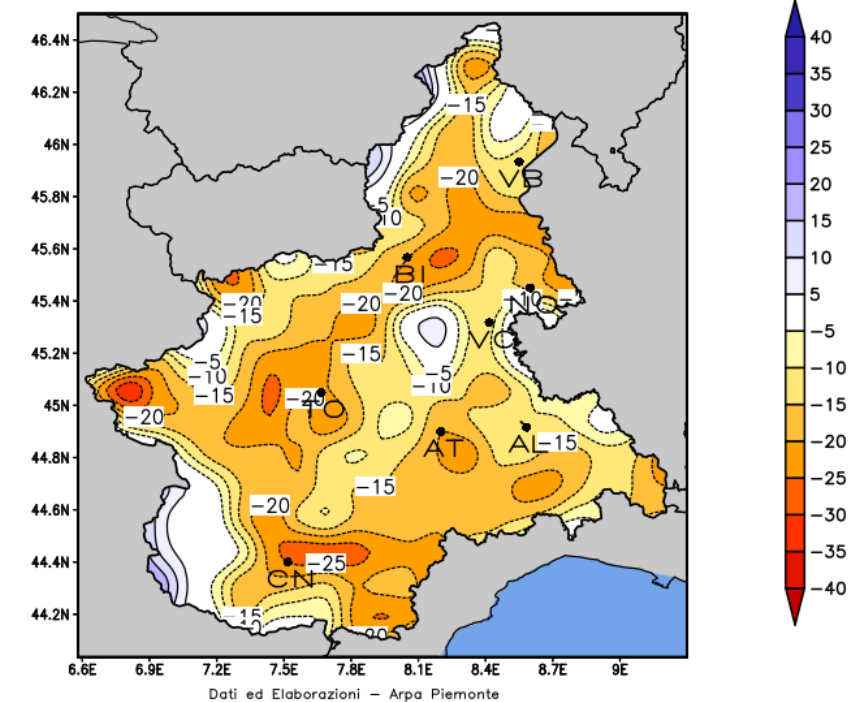 46.4N
40
35
46.2N
−15
30
46N
−
25
VB
−20
20
45.8N
−5
10
15
45.6N
−15
BI
10
−20
−20
−20
−10
NO
−
5
45.4N
−15
VC
−5
45.2N
−15
−5
−10
−5
−10
−10
−15
45N
−20
TO
−15
−20
AT
AL
−15
−20
44.8N
−25
−15
44.6N
−20
−30
44.4N
−25
−35
CN
−40
44.2N
−15
−20
6.6E 6.9E 7.2E 7.5E 7.8E 8.1E 8.4E 8.7E 9E
Dati ed Elaborazioni − Arpa Piemonte